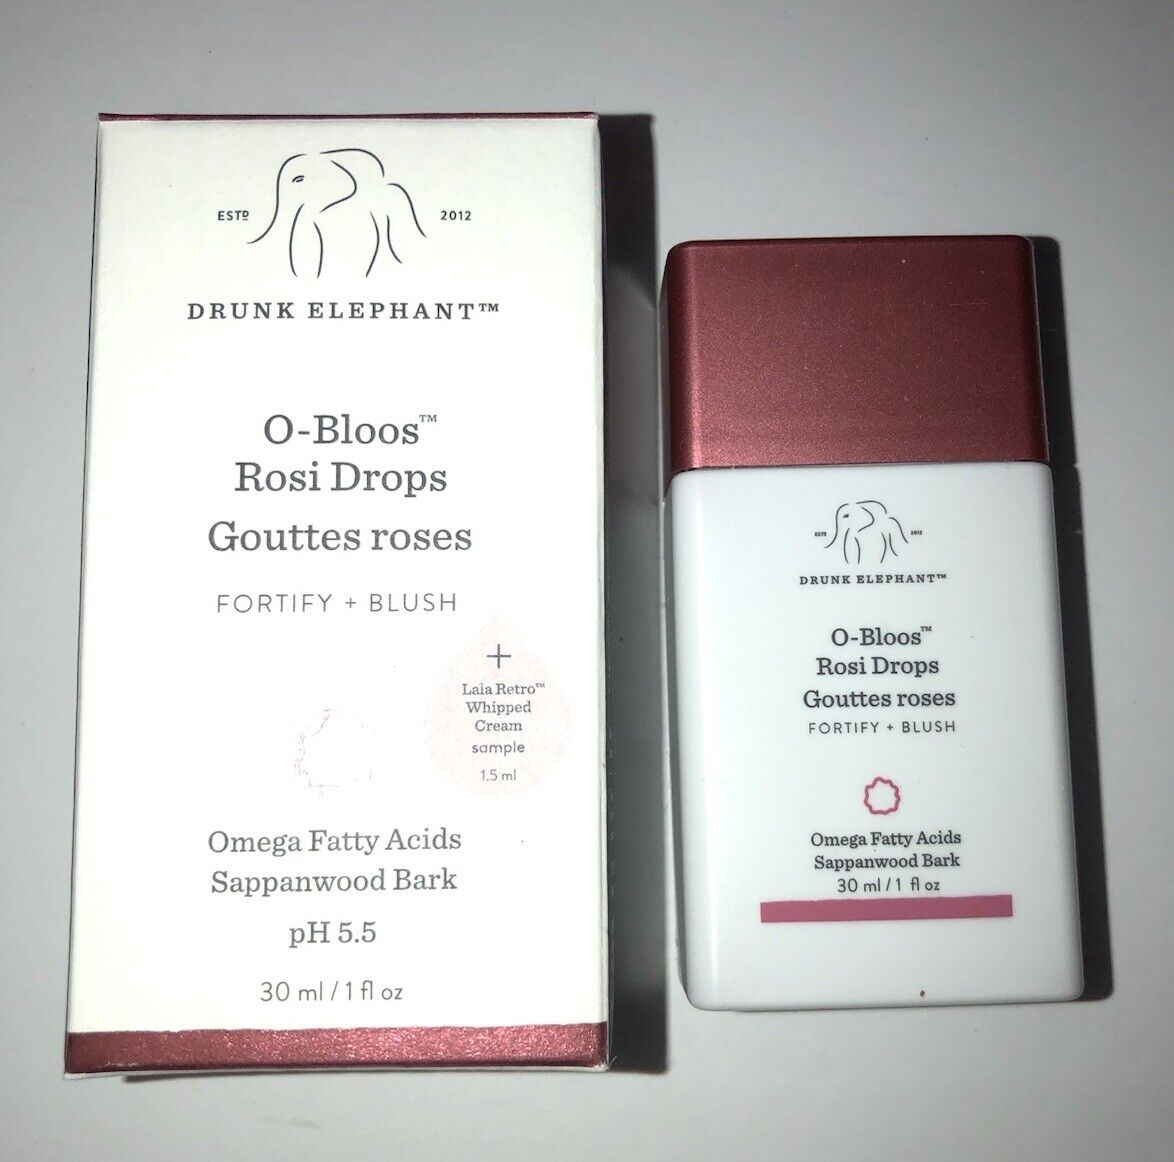 ESTD 2012
DRUNK ELEPHANT™
O-Bloos™
Rosi Drops
Gouttes roses
FORTIFY + BLUSH
+
Lala Retro™
Whipped
Cream
sample
1.5 ml
Omega Fatty Acids
Sappanwood Bark
pH 5.5
30 ml / 1 fl oz
ESTD 2012
DRUNK ELEPHANT™
O-Bloos™
Rosi Drops
Gouttes roses
FORTIFY + BLUSH
Omega Fatty Acids
Sappanwood Bark
30 ml / 1 fl oz